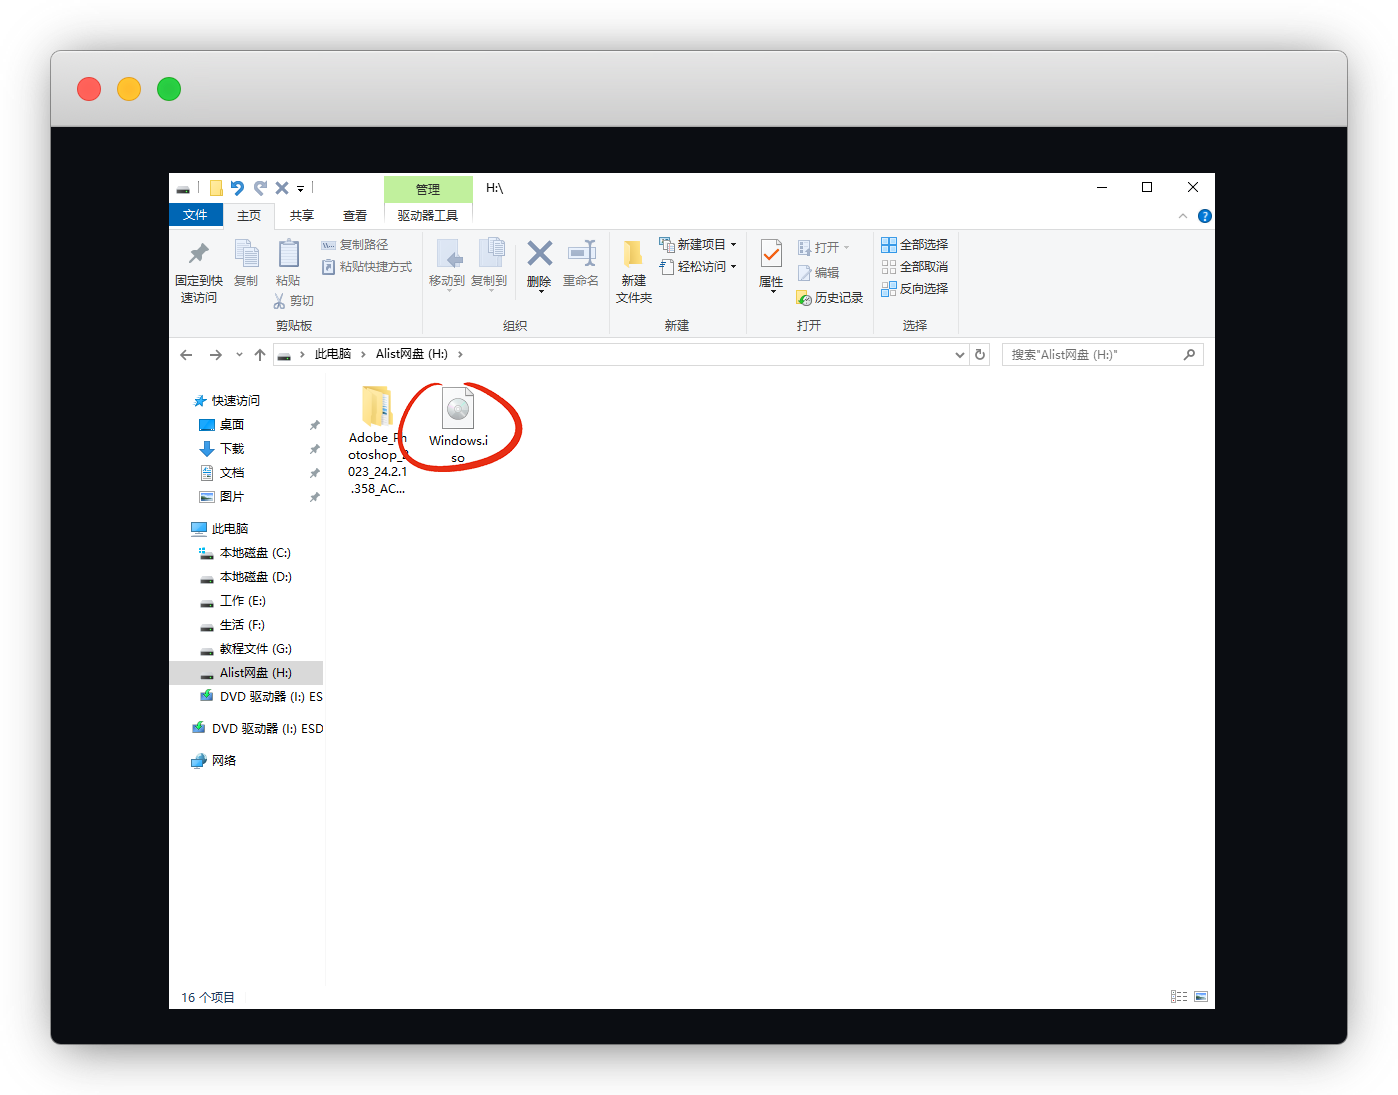 管理
H:\
文件
主页
共享
查看
驱动器工具
固定到快
速访问
复制
粘贴
复制路径
粘贴快捷方式
剪切
剪贴板
移动到
复制到
删除
重命名
组织
新建
文件夹
新建项目
轻松访问
新建
属性
打开
编辑
历史记录
打开
全部选择
全部取消
反向选择
选择
此电脑
Alist网盘 (H:)
搜索"Alist网盘 (H:)"
快速访问
桌面
下载
文档
图片
此电脑
本地磁盘 (C:)
本地磁盘 (D:)
工作 (E:)
生活 (F:)
教程文件 (G:)
Alist网盘 (H:)
DVD 驱动器 (I:) ES
DVD 驱动器 (I:) ESD
网络
Adobe_Ph
otoshop_2
023_24.2.1
.358_AC...
Windows.i
so
16 个项目